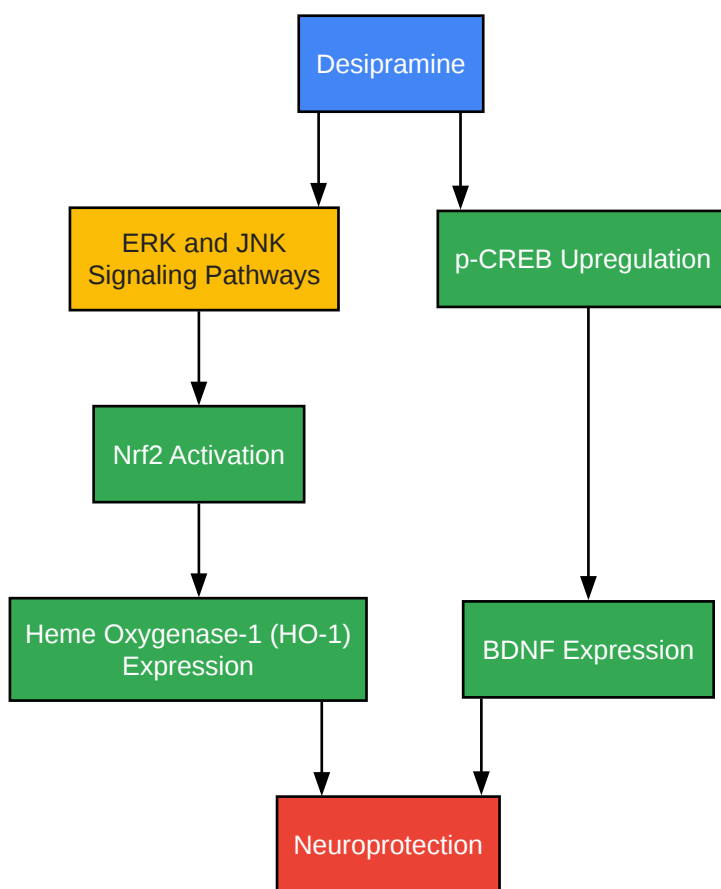 Desipramine
ERK and JNK
Signaling Pathways
p-CREB Upregulation
Nrf2 Activation
Heme Oxygenase-1 (HO-1)
Expression
BDNF Expression
Neuroprotection